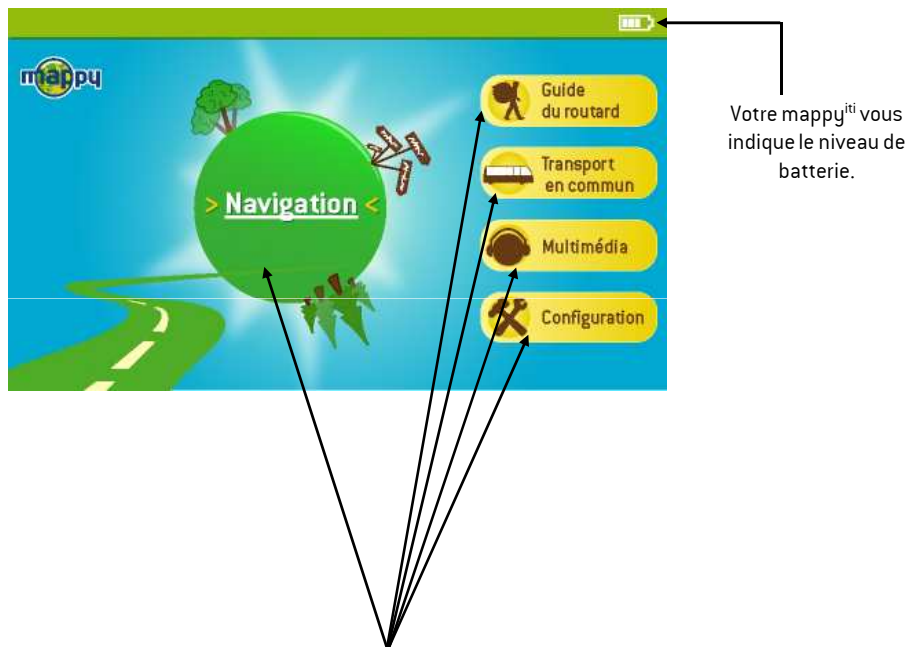 mappy
Guide
du routard
Transport
en commun
> Navigation <
Multimédia
Configuration
Votre mappyiti vous
indique le niveau de
batterie.